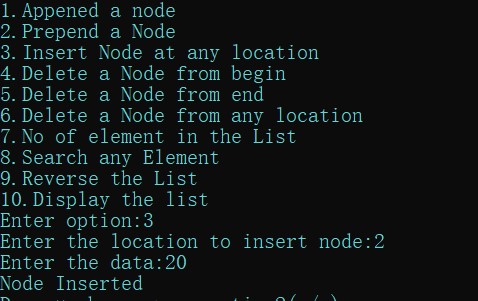 1. Appened a node
2. Prepend a Node
3. Insert Node at any location
4. Delete a Node from begin
5. Delete a Node from end
6. Delete a Node from any location
7. No of element in the List
8. Search any Element
9. Reverse the List
10. Display the list
Enter option:3
Enter the location to insert node:2
Enter the data:20
Node Inserted